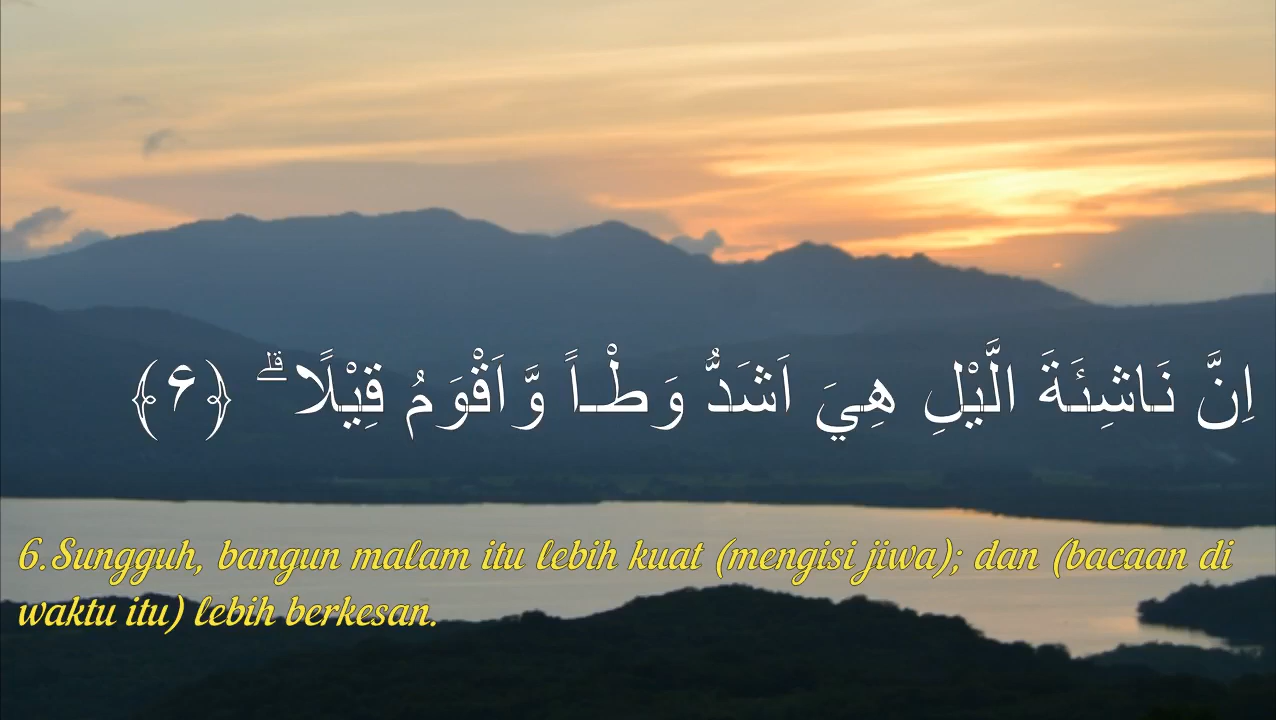 اِنَّ نَاشِئَةَ الَّيْلِ هِيَ اَشَدُّ وَطْـاً وَّاَقْوَمُ قِيْلًاۗ ﴿۶﴾
6.Sungguh, bangun malam itu lebih kuat (mengisi jiwa); dan (bacaan di
waktu itu) lebih berkesan.